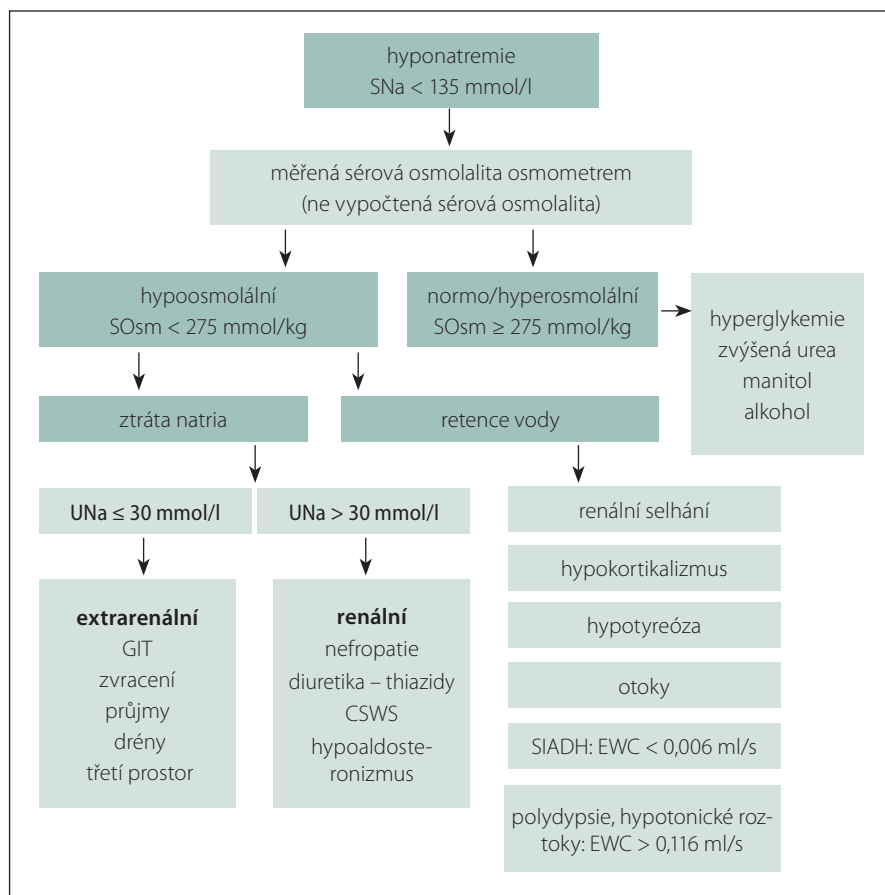 hyponatremie
SNa < 135 mmol/l
měřená sérová osmolalita osmometrem
(ne vypočtená sérová osmolalita)
hypoosmolální
SOsm < 275 mmol/kg
normo/hyperosmolální
SOsm ≥ 275 mmol/kg
hyperglykemie
zvýšená urea
manitol
alkohol
ztráta natria
retence vody
UNa ≤ 30 mmol/l
UNa > 30 mmol/l
extrarenální
GIT
zvracení
průjmy
drény
třetí prostor
renální
nefropatie
diuretika – thiazidy
CSWS
hypoaldoste-
ronizmus
renální selhání
hypokortikalizmus
hypotyreóza
otoky
SIADH: EWC < 0,006 ml/s
polydypsie, hypotonické roz-
toky: EWC > 0,116 ml/s